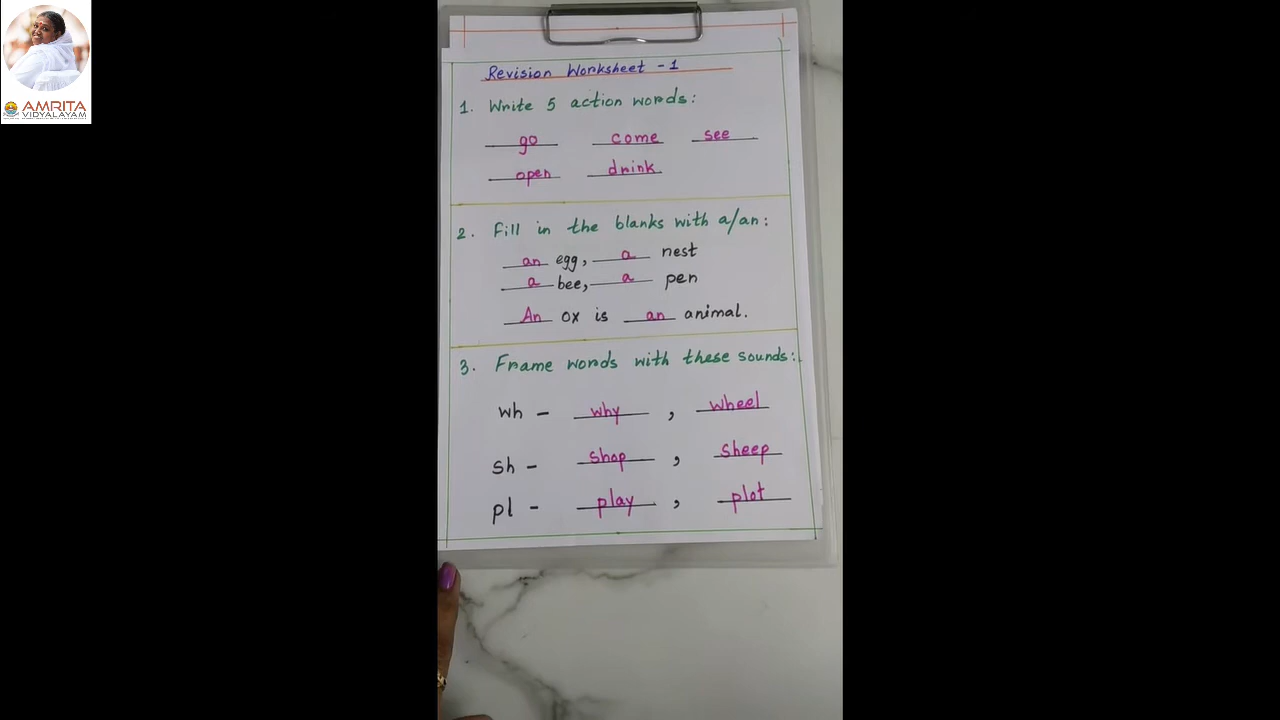 AMRITA
VIDYALAYAM
Revision Worksheet - 1
1. Write 5 action words:
go come see
open drink
2. Fill in the blanks with a/an:
an egg, a nest
a bee, a pen
An ox is an animal.
3. Frame words with these sounds:
wh - why , wheel
sh - shop , sheep
pl - play , plot